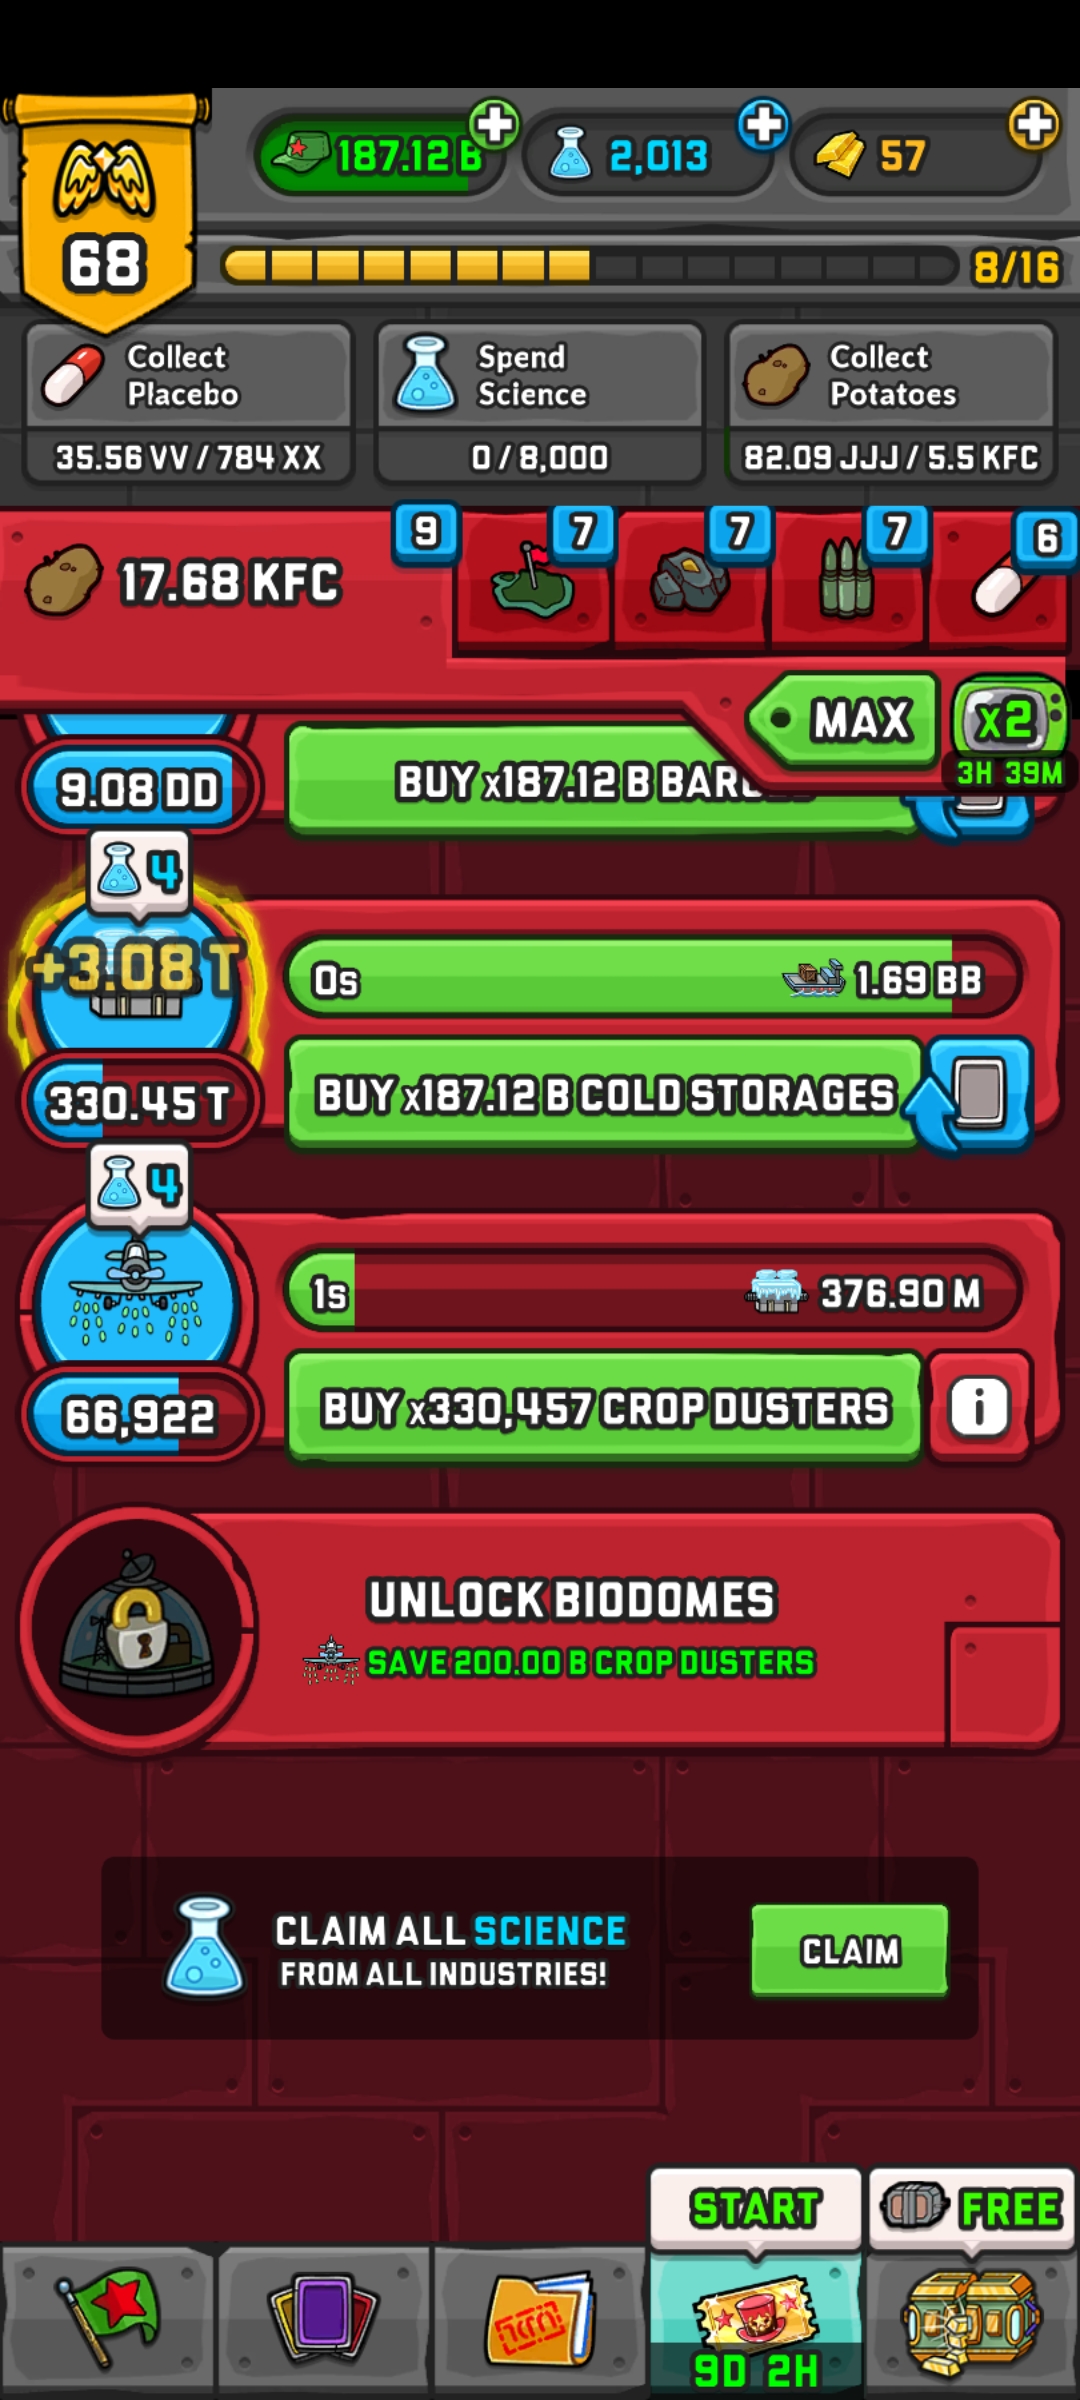 187.12 B
2,013
57
68
8/16
Collect
Placebo
35.56 VV / 784 XX
Spend
Science
0 / 8,000
Collect
Potatoes
82.09 JJJ / 5.5 KFC
17.68 KFC
9
7
7
7
6
MAX
x2
3H 39M
9.08 DD
BUY x187.12 B
4
+3.08 T
0s
1.69 BB
330.45 T
BUY x187.12 B COLD STORAGES
4
1s
376.90 M
66,922
BUY x330,457 CROP DUSTERS
i
UNLOCK BIODOMES
SAVE 200.00 B CROP DUSTERS
CLAIM ALL SCIENCE
FROM ALL INDUSTRIES!
CLAIM
START
FREE
9D 2H